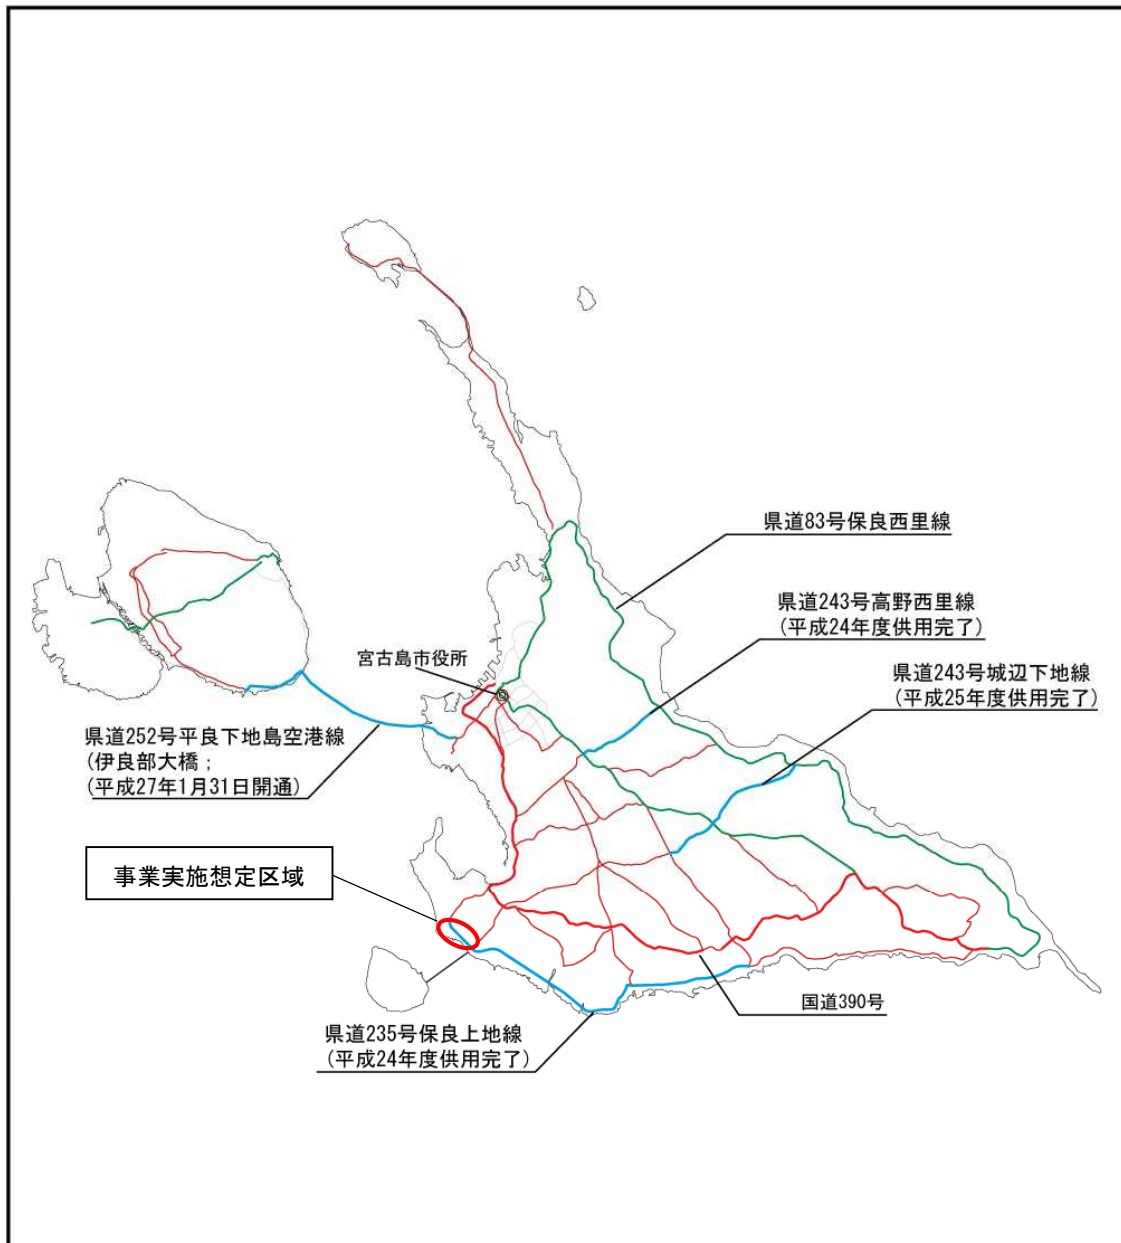 県道83号保良西里線
県道243号高野西里線
(平成24年度供用完了)
宮古島市役所
県道243号城辺下地線
(平成25年度供用完了)
県道252号平良下地島空港線
(伊良部大橋；
(平成27年1月31日開通)
事業実施想定区域
国道390号
県道235号保良上地線
(平成24年度供用完了)